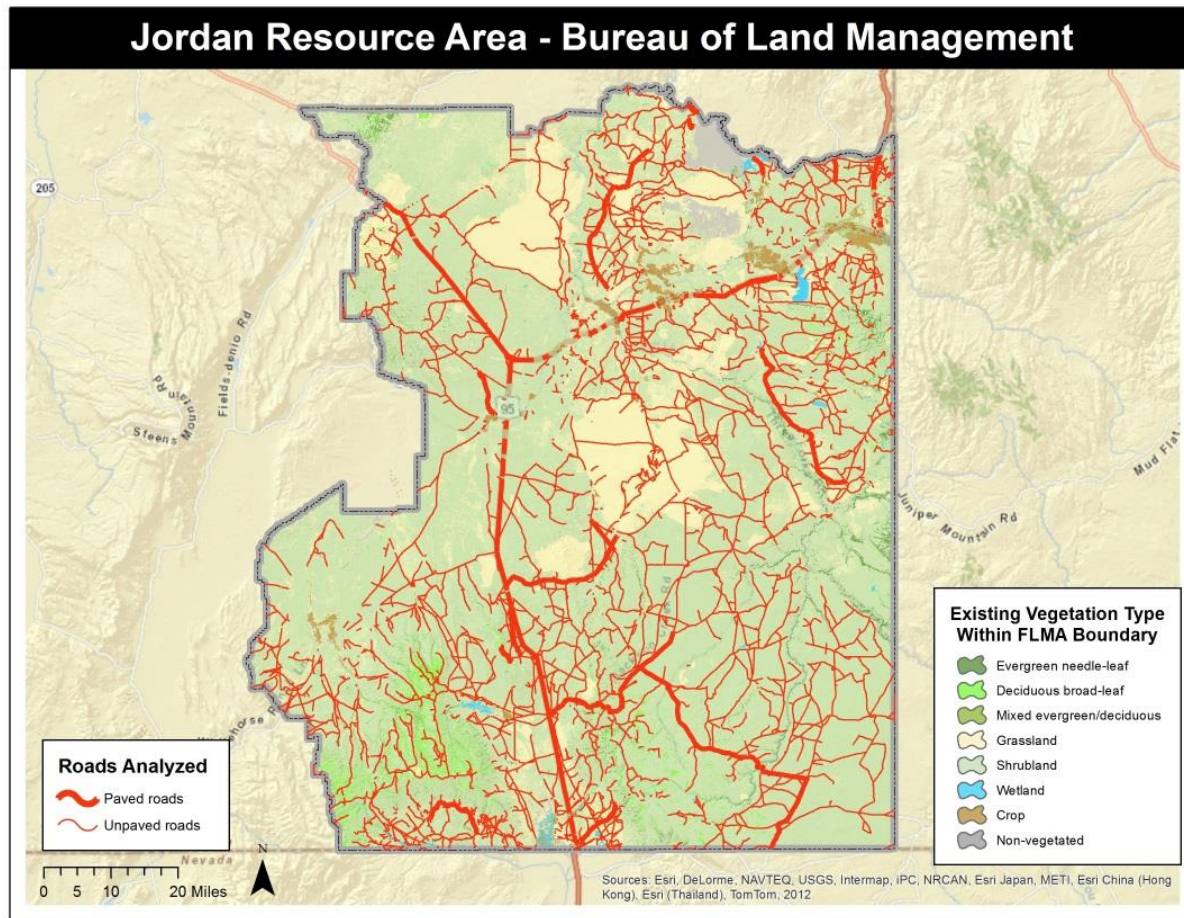 Jordan Resource Area - Bureau of Land Management
205
Fields-denio Rd
Steens Mountain Rd
95
Three
Rd
Mud Flat
Juniper Mountain Rd
Existing Vegetation Type
Within FLMA Boundary
Evergreen needle-leaf
Deciduous broad-leaf
Mixed evergreen/deciduous
Grassland
Shrubland
Wetland
Crop
Non-vegetated
Roads Analyzed
Paved roads
Unpaved roads
Nevada
N
0 5 10 20 Miles
Sources: Esri, DeLorme, NAVTEQ, USGS, Intermap, iPC, NRCAN, Esri Japan, METI, Esri China (Hong
Kong), Esri (Thailand), TomTom, 2012